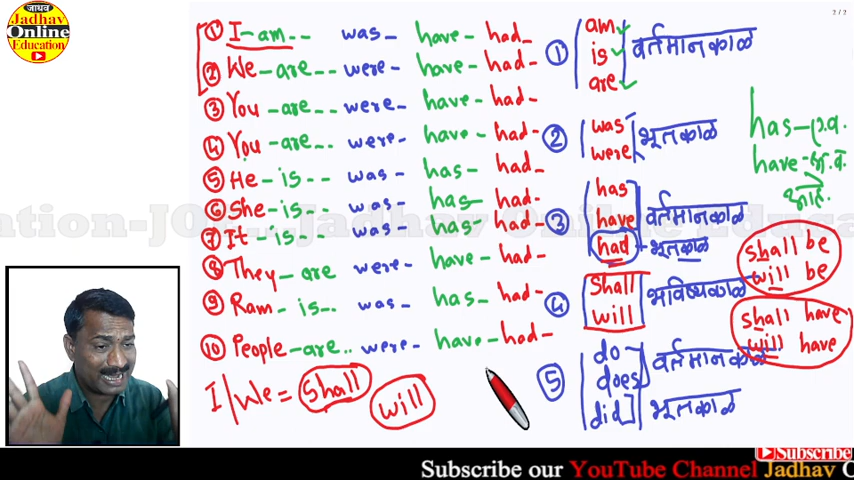 जाधव
Jadhav
Online
Education
2/2
① I-am-- was- have- had-
② We-are-- were- have- had-
③ You-are-- were- have- had-
④ You-are-- were- have- had-
⑤ He-is-- was- has- had-
⑥ She-is-- was- has- had-
⑦ It-is-- was- has- had-
⑧ They-are were- have- had-
⑨ Ram-is-- was- has- had-
⑩ People-are-- were- have-had-
I/We = Shall will
① am
is वर्तमानकाळ
are
② was
were भूतकाळ
③ has
have वर्तमानकाळ
had - भूतकाळ
④ Shall
will भविष्यकाळ
⑤ do
does वर्तमानकाळ
did भूतकाळ
has-ए.व.
have-अ.व.
आहे.
shall be
will be
shall have
will have
Jadhav Online Educa
Subscribe
Subscribe our YouTube Channel Jadhav O